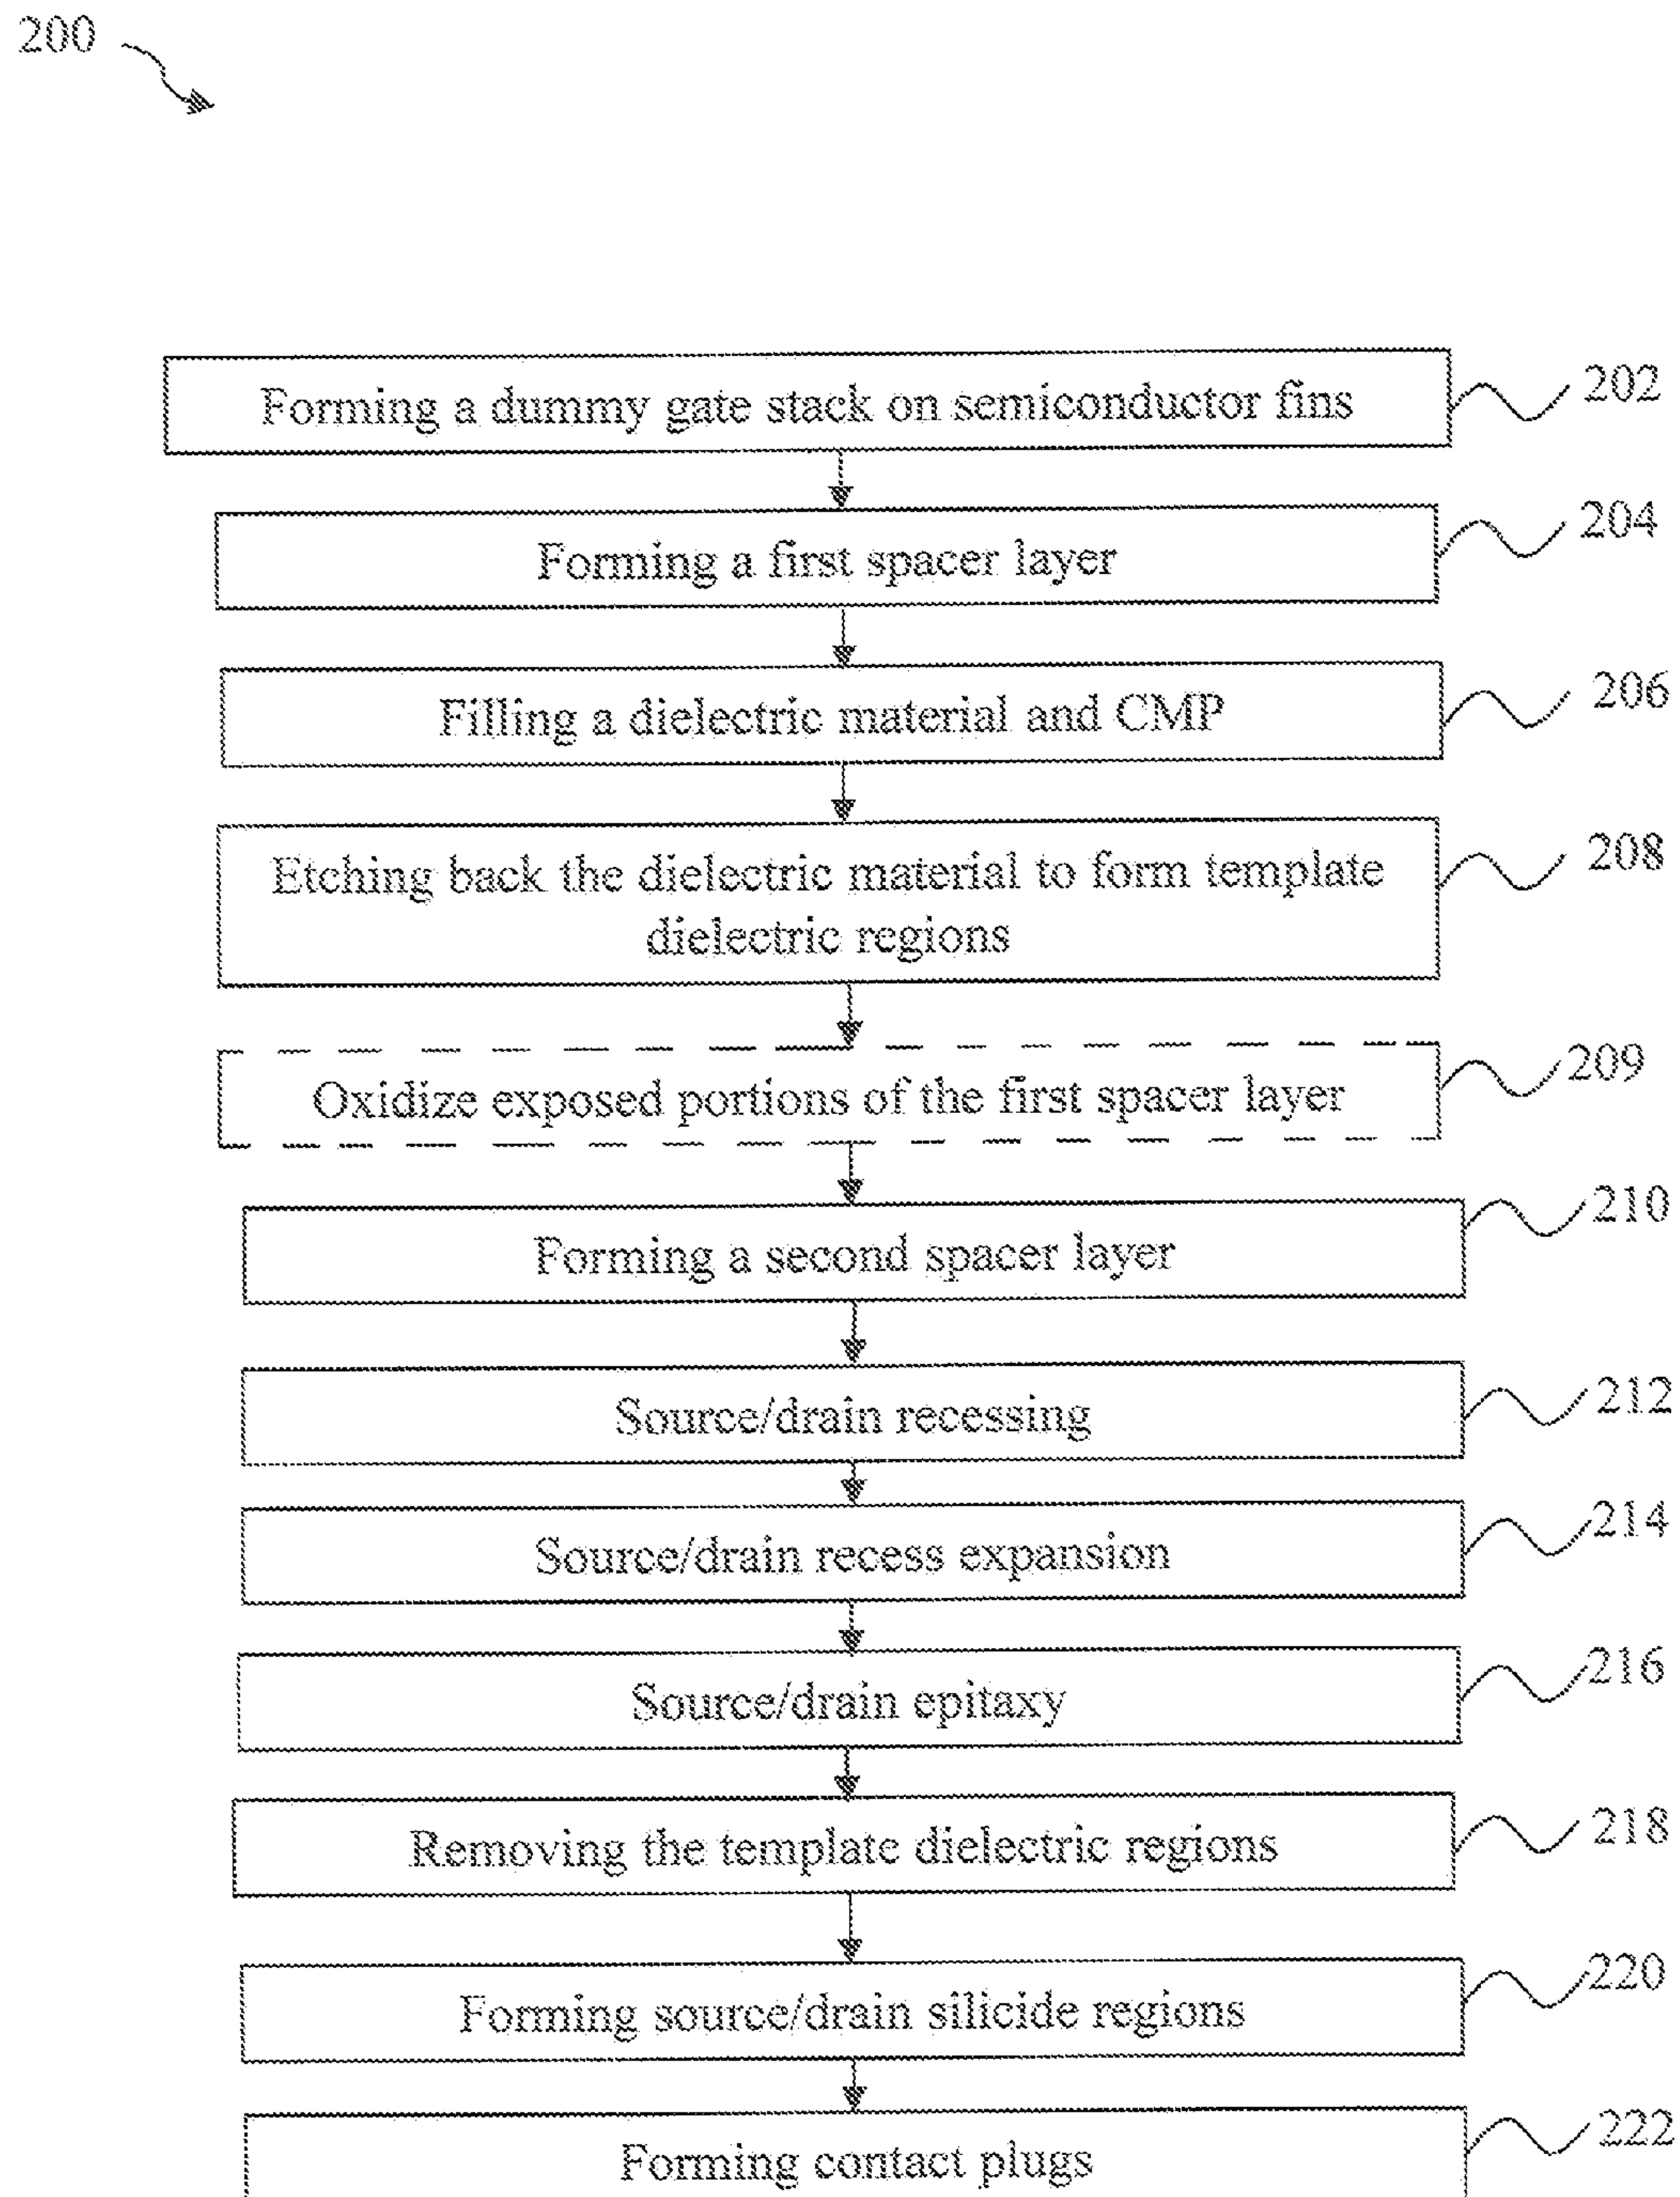 200
Forming a dummy gate stack on semiconductor fins
202
Forming a first spacer layer
204
Filling a dielectric material and CMP
206
Etching back the dielectric material to form template
dielectric regions
208
Oxidize exposed portions of the first spacer layer
209
Forming a second spacer layer
210
Source/drain recessing
212
Source/drain recess expansion
214
Source/drain epitaxy
216
Removing the template dielectric regions
218
Forming source/drain silicide regions
220
Forming contact plugs
222